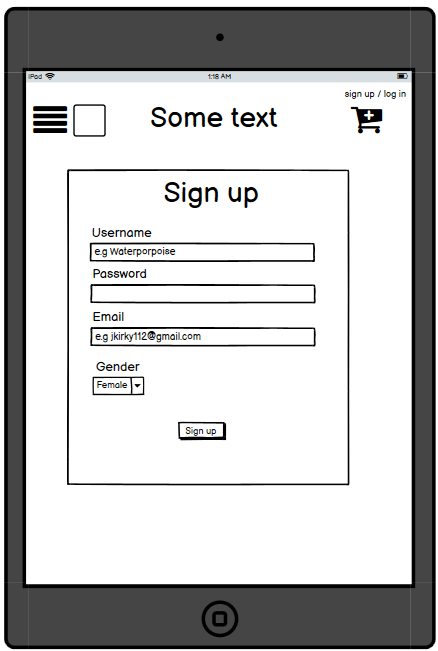 iPad
1:18 AM
sign up / log in
Some text
Sign up
Username
e.g Waterporpoise
Password
Email
e.g jkirky112@gmail.com
Gender
Female
Sign up